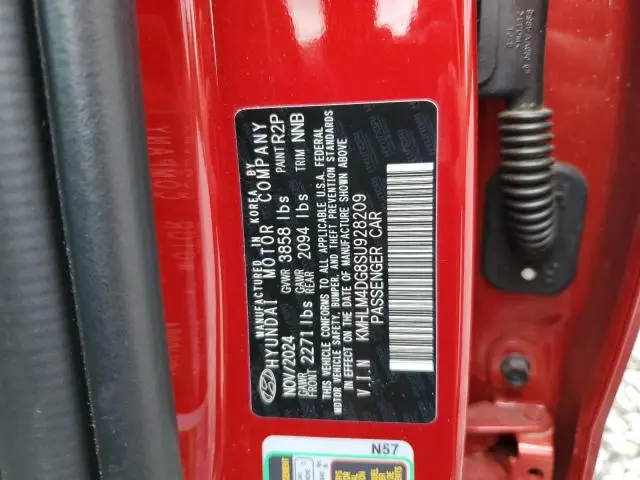 MANUFACTURED IN KOREA BY
HYUNDAI MOTOR COMPANY
NOV/2024 GVWR 3858 lbs PAINT R2P
GAWR FRONT 2271 lbs GAWR REAR 2094 lbs TRIM NNB
THIS VEHICLE CONFORMS TO ALL APPLICABLE U.S.A. FEDERAL
MOTOR VEHICLE SAFETY, BUMPER, AND THEFT PREVENTION STANDARDS
IN EFFECT ON THE DATE OF MANUFACTURE SHOWN ABOVE
V.I.N KMHLM4DG8SU928209
PASSENGER CAR
N57